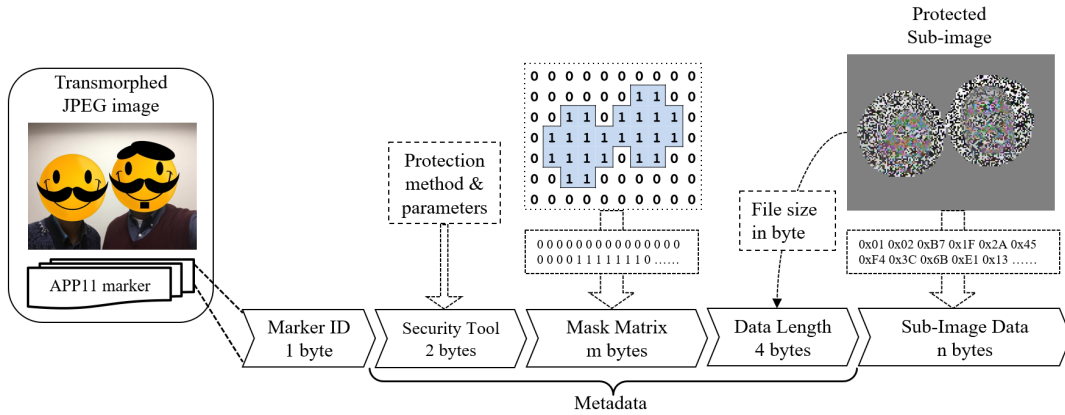 Transmorphed
JPEG image
APP11 marker
Protection
method &
parameters
0 0 0 0 0 0 0 0 0 0
0 0 0 0 0 0 1 1 0 0
0 0 1 1 0 1 1 1 1 0
0 1 1 1 1 1 1 1 1 0
0 1 1 1 1 0 1 1 0 0
0 0 1 1 0 0 0 0 0 0
0 0 0 0 0 0 0 0 0 0
0 0 0 0 0 0 0 0 0 0 0 0 0 0 0 0
0 0 0 0 1 1 1 1 1 1 1 0 ......
File size
in byte
Protected
Sub-image
0x01 0x02 0xB7 0x1F 0x2A 0x45
0xF4 0x3C 0x6B 0xE1 0x13 ......
Marker ID
1 byte
Security Tool
2 bytes
Mask Matrix
m bytes
Data Length
4 bytes
Sub-Image Data
n bytes
Metadata